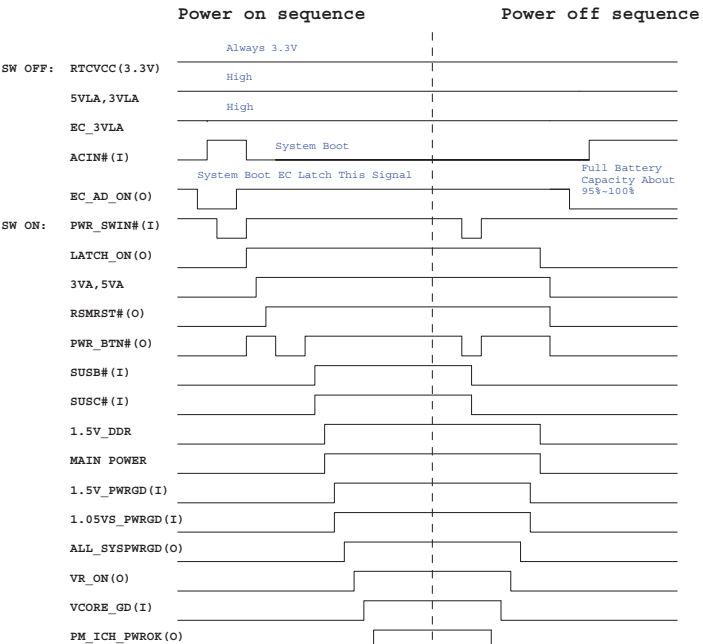 Power on sequence Power off sequence
Always 3.3V
SW OFF: RTCVCC(3.3V)
High
5VLA,3VLA
High
EC_3VLA
System Boot
ACIN#(I)
System Boot EC Latch This Signal
Full Battery
Capacity About
95%~100%
EC_AD_ON(O)
SW ON: PWR_SWIN#(I)
LATCH_ON(O)
3VA,5VA
RSMRST#(O)
PWR_BTN#(O)
SUSB#(I)
SUSC#(I)
1.5V_DDR
MAIN POWER
1.5V_PWRGD(I)
1.05VS_PWRGD(I)
ALL_SYSPWRGD(O)
VR_ON(O)
VCORE_GD(I)
PM_ICH_PWROK(O)